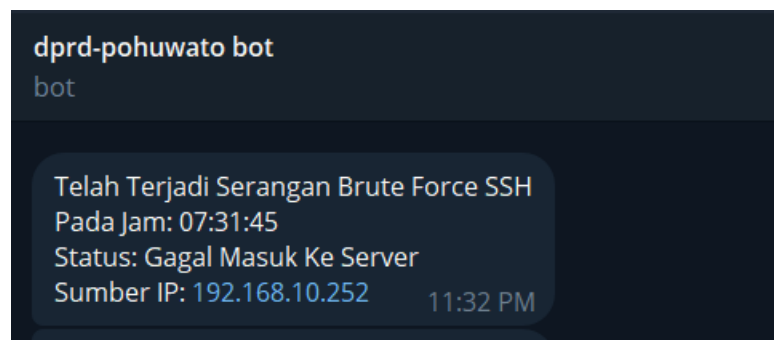 dprd-pohuwato bot
bot
Telah Terjadi Serangan Brute Force SSH
Pada Jam: 07:31:45
Status: Gagal Masuk Ke Server
Sumber IP: 192.168.10.252
11:32 PM